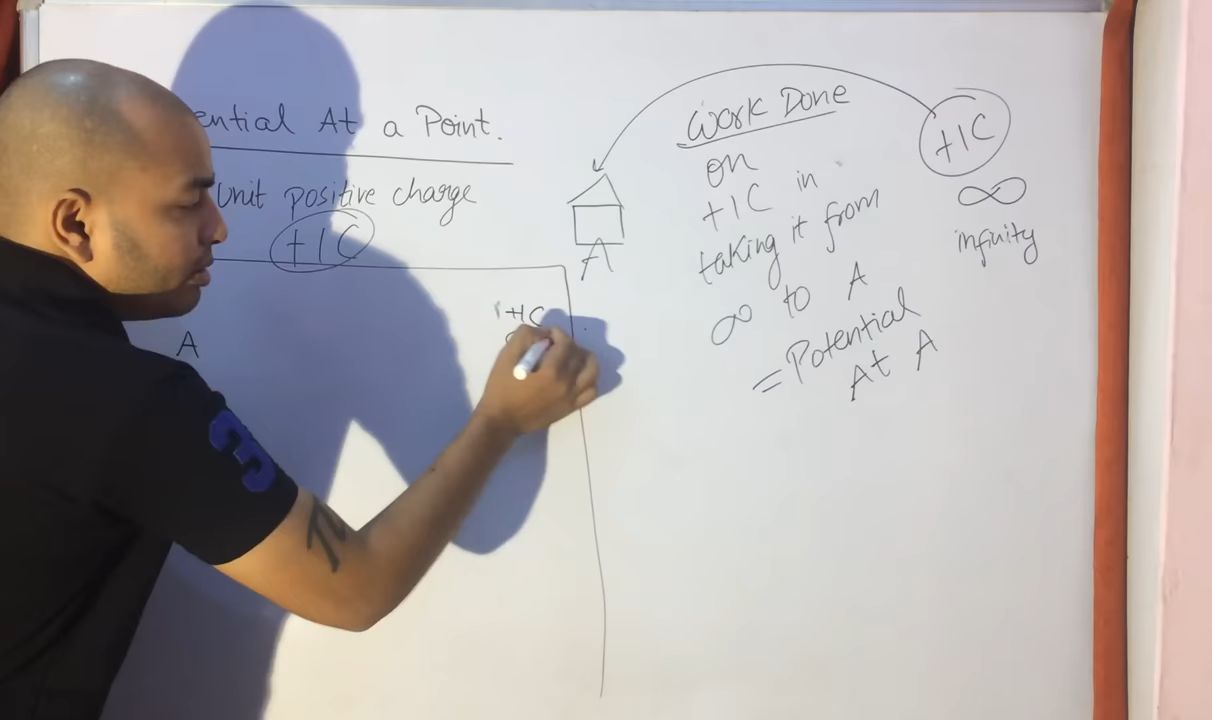 ential At a Point.
Unit positive charge
+1C
A
+1C
A
Work Done
on
+1C in
taking it from
∞ to A
= Potential
At A
+1C
∞
infinity
3
π